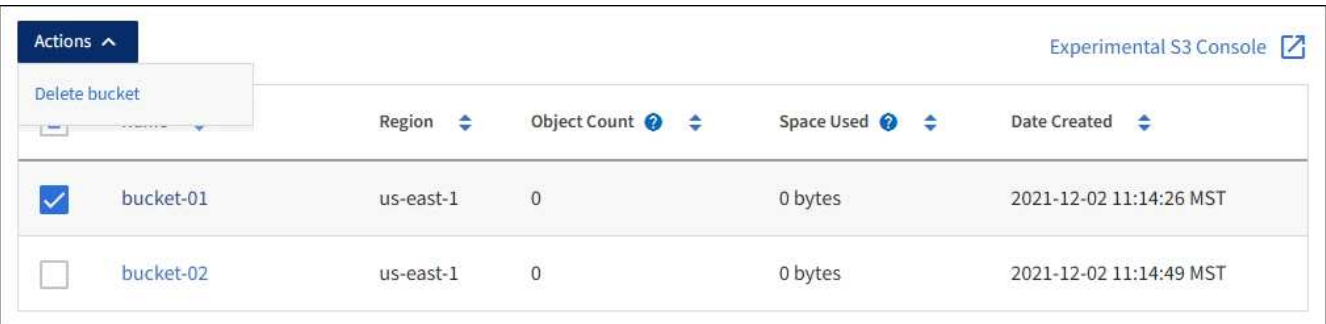 Actions
Experimental S3 Console
Delete bucket
Name Region Object Count ? Space Used ? Date Created
bucket-01 us-east-1 0 0 bytes 2021-12-02 11:14:26 MST
bucket-02 us-east-1 0 0 bytes 2021-12-02 11:14:49 MST